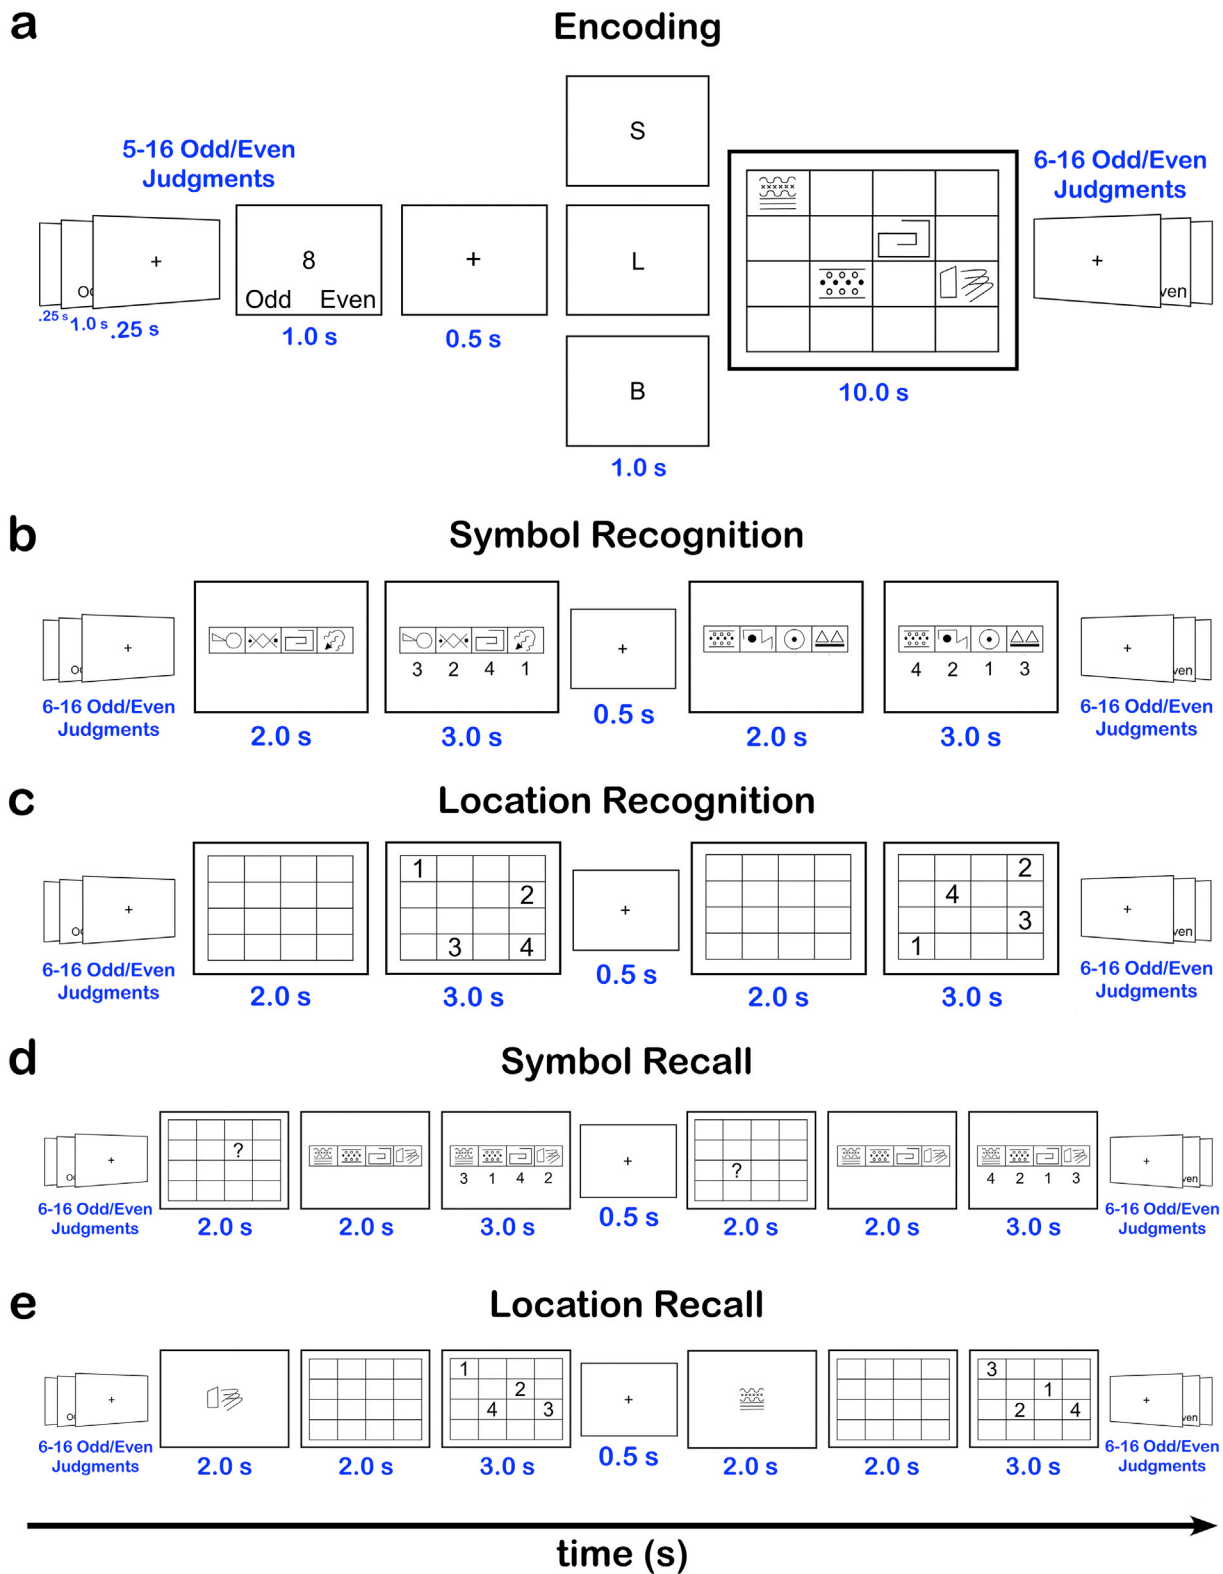 a
Encoding
5-16 Odd/Even
Judgments
+
.25 s
1.0 s
.25 s
8
Odd Even
1.0 s
+
0.5 s
S
L
B
1.0 s
10.0 s
6-16 Odd/Even
Judgments
+
b
Symbol Recognition
+
6-16 Odd/Even
Judgments
2.0 s
3 2 4 1
3.0 s
+
0.5 s
2.0 s
4 2 1 3
3.0 s
+
6-16 Odd/Even
Judgments
c
Location Recognition
+
6-16 Odd/Even
Judgments
2.0 s
1
2
3 4
3.0 s
+
0.5 s
2.0 s
2
4
3
1
3.0 s
+
6-16 Odd/Even
Judgments
d
Symbol Recall
+
6-16 Odd/Even
Judgments
?
2.0 s
2.0 s
3 1 4 2
3.0 s
+
0.5 s
?
2.0 s
2.0 s
4 2 1 3
3.0 s
+
6-16 Odd/Even
Judgments
e
Location Recall
+
6-16 Odd/Even
Judgments
2.0 s
2.0 s
1
2
4 3
3.0 s
+
0.5 s
2.0 s
2.0 s
3
1
2 4
3.0 s
+
6-16 Odd/Even
Judgments
time (s)